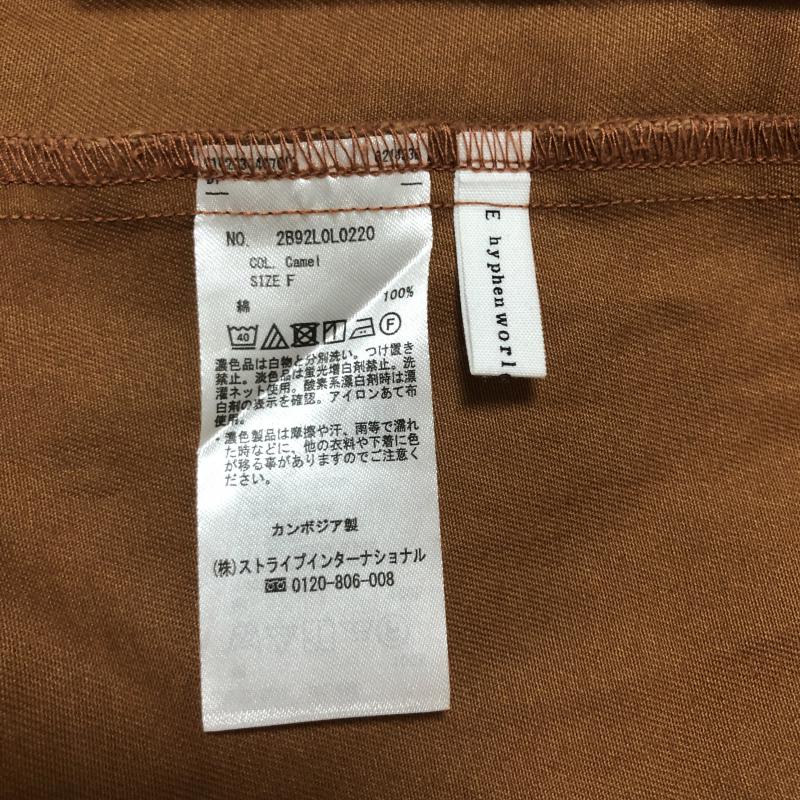 NO. 2B92L0L0220
COL. Camel
SIZE F
綿 100%
40
F
濃色品は白物と分別洗い。つけ置き
禁止。淡色品は蛍光増白剤禁止。洗
濯ネット使用。酸素系漂白剤時は漂
白剤の表示を確認。アイロンあて布
使用。
・濃色製品は摩擦や汗、雨等で濡れ
た時などに、他の衣料や下着に色
が移る事がありますのでご注意く
ださい。
カンボジア製
(株)ストライプインターナショナル
0120-806-008
E hyphen world